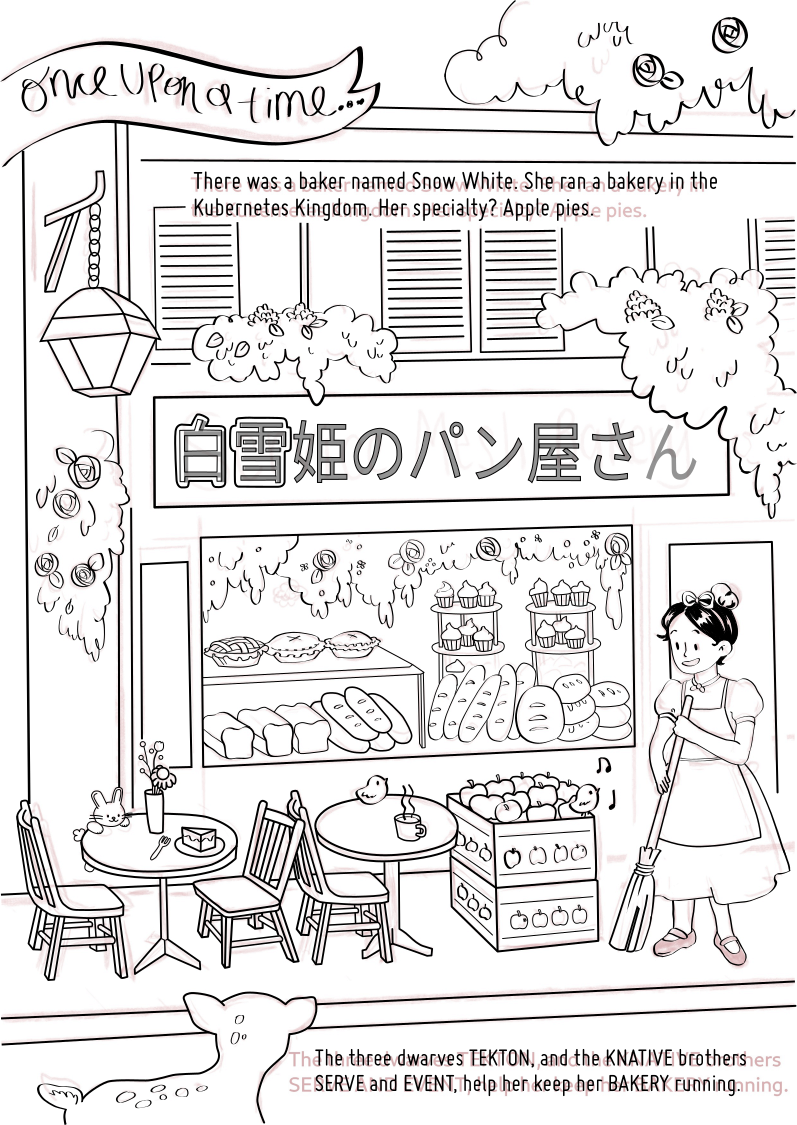 once upon a time...
There was a baker named Snow White. She ran a bakery in the
Kubernetes Kingdom. Her specialty? Apple pies.
白雪姫のパン屋さん
The three dwarves TEKTON, and the KNATIVE brothers
SERVE and EVENT, help her keep her BAKERY running.